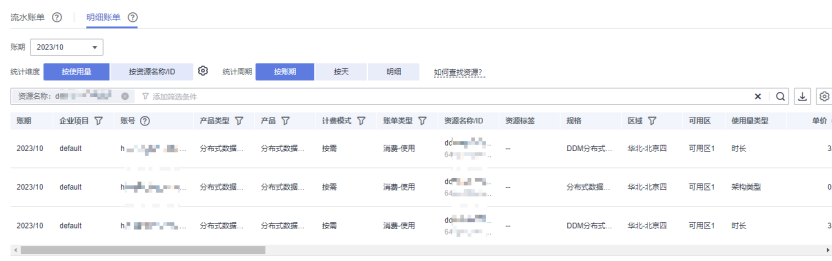 流水账单 ? 明细账单 ?
账期 2023/10
统计维度 按使用量 按资源名称/ID 统计周期 按账期 按天 明细 如何查找资源?
资源名称: d 添加筛选条件
账期 企业项目 账号 ? 产品类型 产品 计费模式 账单类型 资源名称/ID 资源标签 规格 区域 可用区 使用量类型 单价
2023/10 default h ... 分布式数据... 分布式数据... 按需 消费-使用 dd -- DDM分布式... 华北-北京四 可用区1 时长 3
64 ...
2023/10 default h ... 分布式数据... 分布式数据... 按需 消费-使用 dd -- 分布式数据... 华北-北京四 可用区1 架构类型 0
64 ...
2023/10 default h. ... 分布式数据... 分布式数据... 按需 消费-使用 dd -- DDM分布式... 华北-北京四 可用区1 时长 3
64 ...